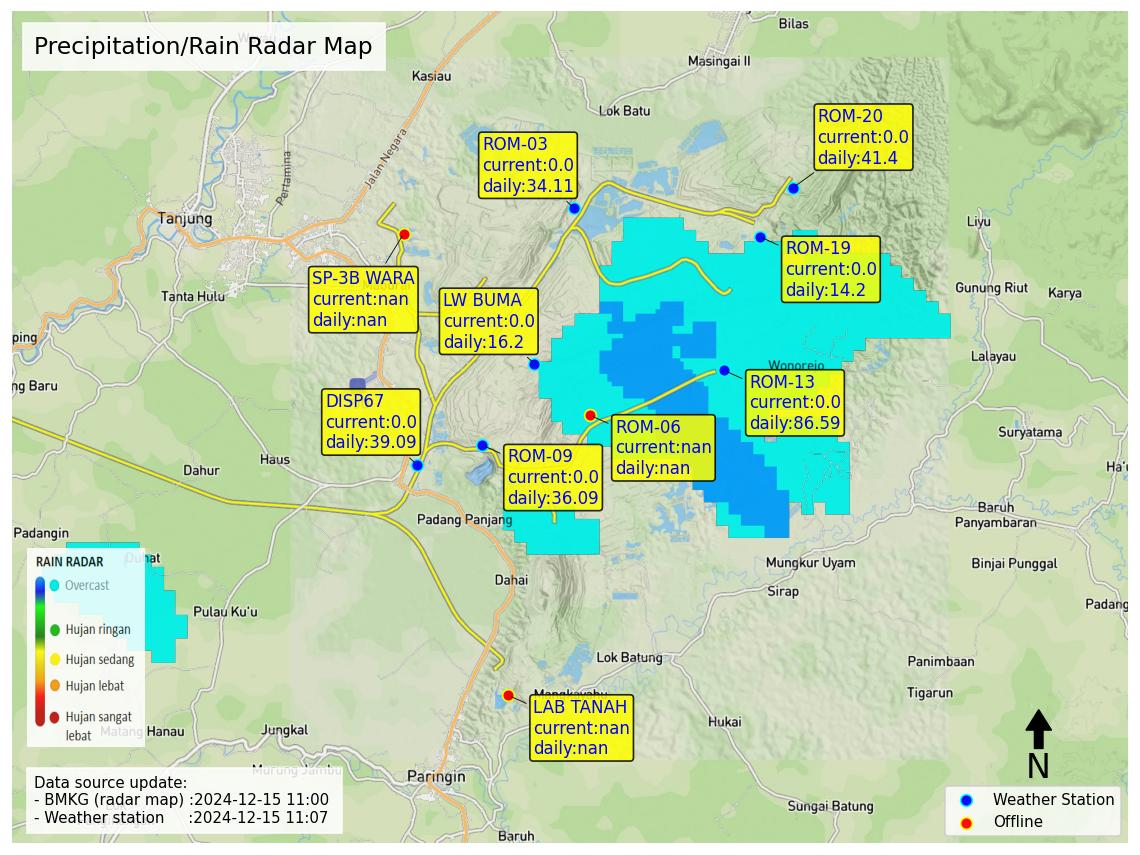 Precipitation/Rain Radar Map
Bilas
Masingai II
Kasiau
Lok Batu
Jalan Negara
Pertamina
Tanjung
Tanta Hulu
ping
ng Baru
ROM-03
current:0.0
daily:34.11
ROM-20
current:0.0
daily:41.4
ROM-19
current:0.0
daily:14.2
SP-3B WARA
current:nan
daily:nan
LW BUMA
current:0.0
daily:16.2
Liyu
Gunung Riut
Karya
Lalayau
Wonorejo
ROM-13
current:0.0
daily:86.59
DISP67
current:0.0
daily:39.09
ROM-06
current:nan
daily:nan
ROM-09
current:0.0
daily:36.09
Suryatama
Ha'u
Haus
Dahur
Padang Panjang
Baruh
Panyambaran
Padangin
Duhat
Mungkur Uyam
Binjai Punggal
Dahai
Sirap
Padang
Pulau Ku'u
RAIN RADAR
Overcast
Hujan ringan
Hujan sedang
Hujan lebat
Hujan sangat
lebat
Lok Batung
Panimbaan
Tigarun
LAB TANAH
current:nan
daily:nan
Hukai
Matang Hanau
Jungkal
Murung Jambu
Paringin
Sungai Batung
Baruh
Data source update:
- BMKG (radar map) :2024-12-15 11:00
- Weather station :2024-12-15 11:07
N
Weather Station
Offline